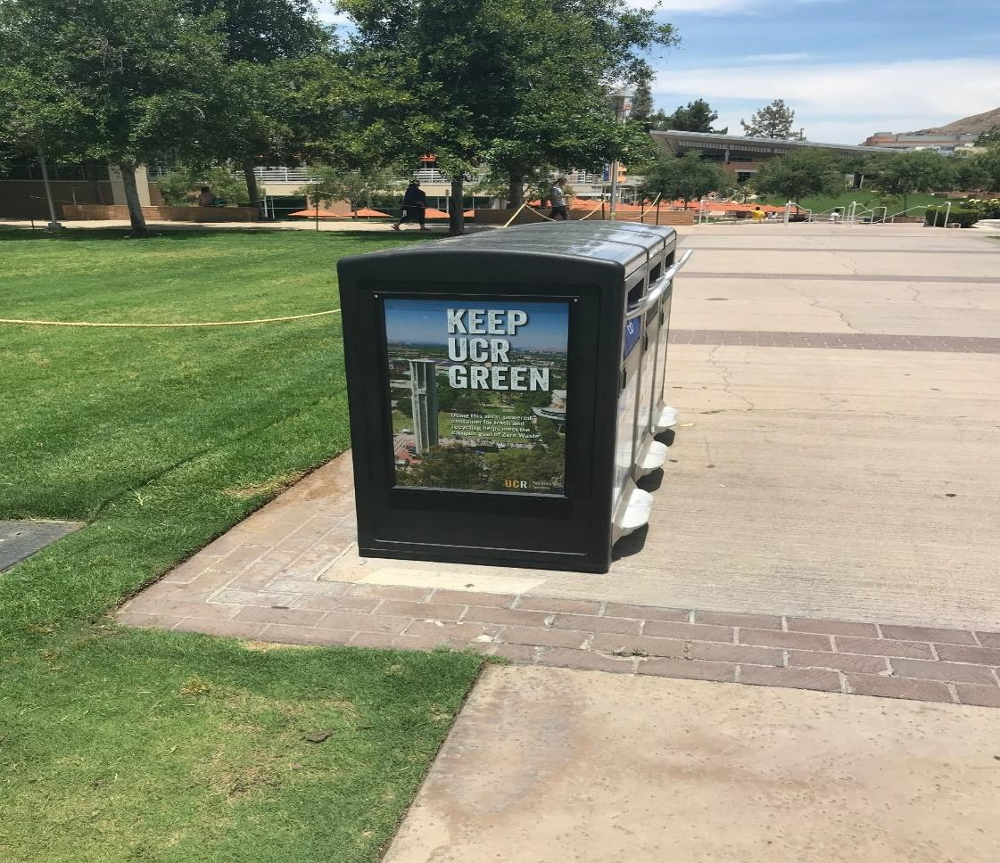 KEEP
UCR
GREEN
Using this solar-powered
container for trash and
recycling helps meet the
campus goal of Zero Waste
UCR